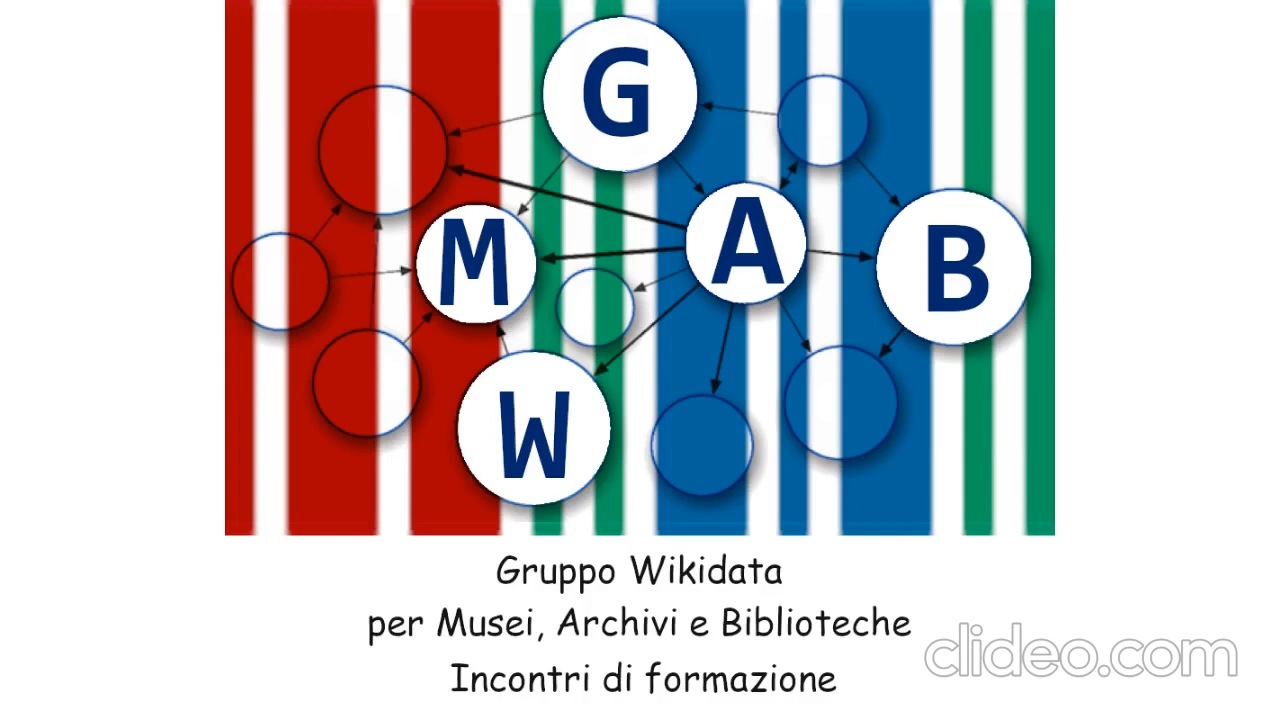 G
A
B
M
W
Gruppo Wikidata
per Musei, Archivi e Biblioteche
Incontri di formazione
clideo.com